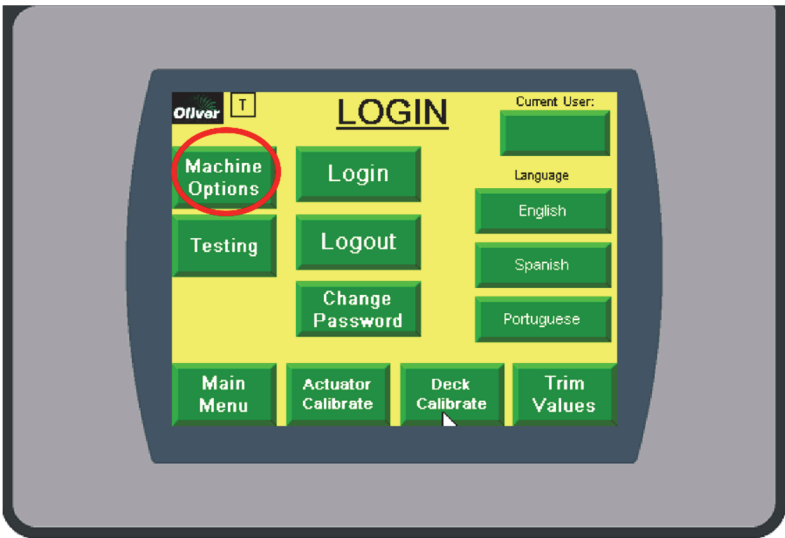 Oliver
T
LOGIN
Current User:
Machine
Options
Login
Language
English
Testing
Logout
Spanish
Change
Password
Portuguese
Main
Menu
Actuator
Calibrate
Deck
Calibrate
Trim
Values